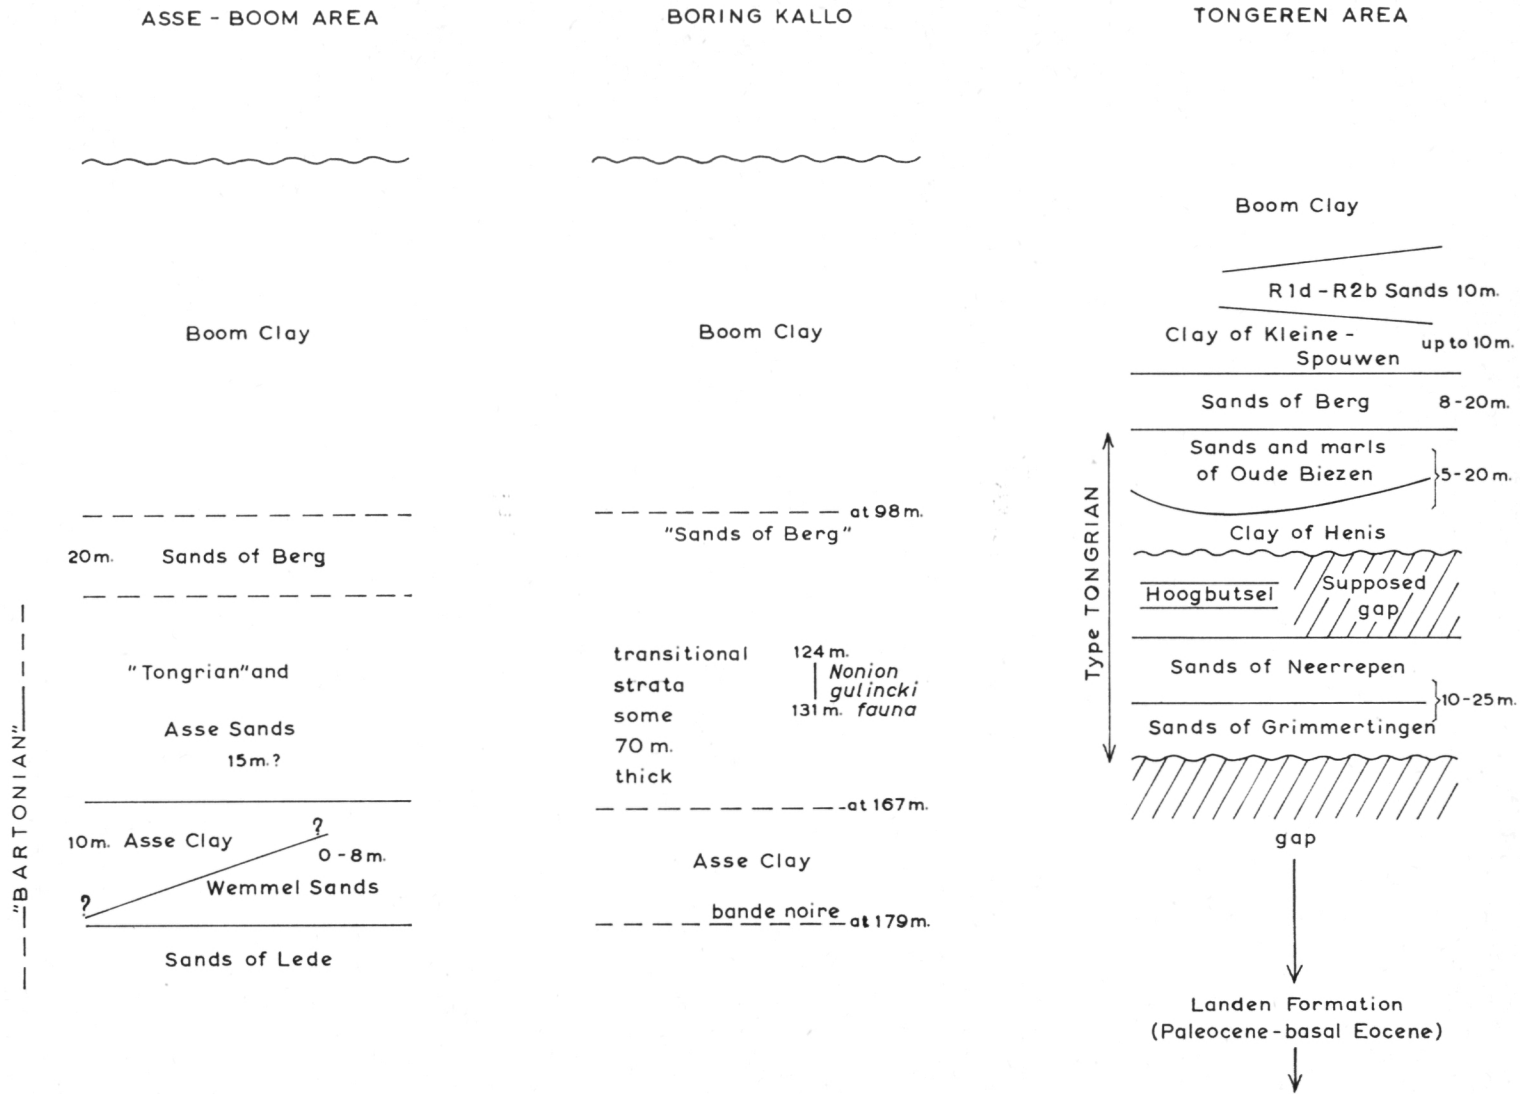 ASSE - BOOM AREA
Boom Clay
20m. Sands of Berg
"Tongrian" and
Asse Sands
15m.?
10m. Asse Clay
?
0 - 8m.
Wemmel Sands
?
Sands of Lede
"BARTONIAN"
BORING KALLO
Boom Clay
at 98m.
"Sands of Berg"
transitional 124m.
strata Nonion
gulincki
some 131m. fauna
70 m.
thick
at 167m.
Asse Clay
bande noire
at 179m.
TONGEREN AREA
Boom Clay
R1d - R2b Sands 10m.
Clay of Kleine -
Spouwen
up to 10m.
Sands of Berg 8 - 20m.
Sands and marls
of Oude Biezen 5 - 20m.
Clay of Henis
Hoogbutsel
Supposed
gap
Sands of Neerrepen
10 - 25m.
Sands of Grimmertingen
Type TONGRIAN
gap
Landen Formation
(Paleocene - basal Eocene)